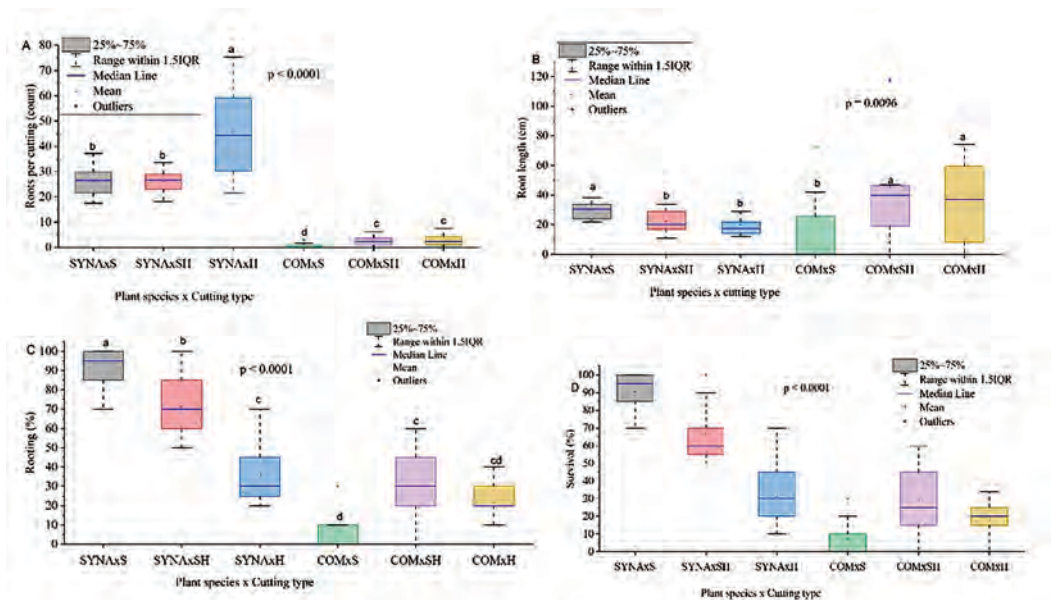 A
25%~75%
Range within 1.5IQR
Median Line
Mean
Outliers
p < 0.0001
Roots per cutting (count)
80
70
60
50
40
30
20
10
0
b
b
a
d
c
c
SYNAxS
SYNAxSH
SYNAxH
COMxS
COMxSH
COMxH
Plant species x Cutting type
B
25%~75%
Range within 1.5IQR
Median Line
Mean
Outliers
p = 0.0096
Root length (cm)
120
100
80
60
40
20
0
a
b
b
b
a
a
SYNAxS
SYNAxSH
SYNAxH
COMxS
COMxSH
COMxH
Plant species x cutting type
C
25%~75%
Range within 1.5IQR
Median Line
Mean
Outliers
p < 0.0001
Rooting (%)
100
90
80
70
60
50
40
30
20
10
0
a
b
c
d
c
cd
SYNAxS
SYNAxSH
SYNAxH
COMxS
COMxSH
COMxH
Plant species x Cutting type
D
25%~75%
Range within 1.5IQR
Median Line
Mean
Outliers
p < 0.0001
Survival (%)
100
90
80
70
60
50
40
30
20
10
0
SYNAxS
SYNAxSH
SYNAxH
COMxS
COMxSH
COMxH
Plant species x Cutting type